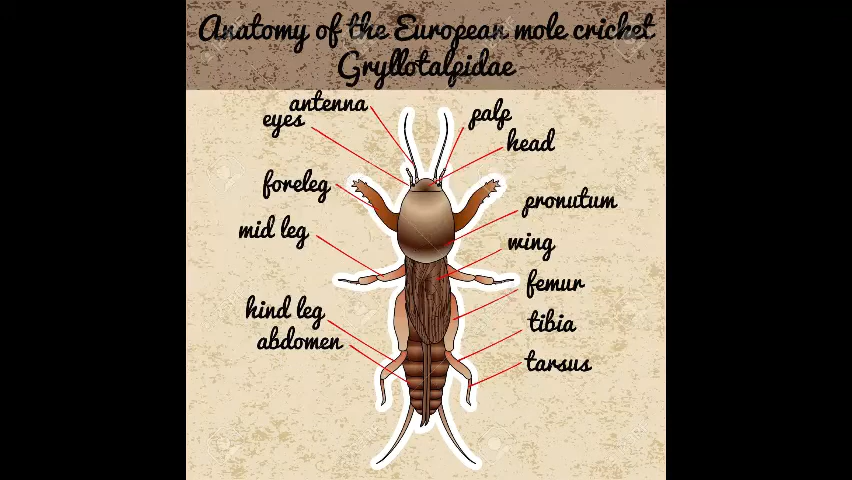 Anatomy of the European mole cricket
Gryllotalpidae
antenna
eyes
palp
head
foreleg
pronutum
mid leg
wing
femur
hind leg
tibia
abdomen
tarsus